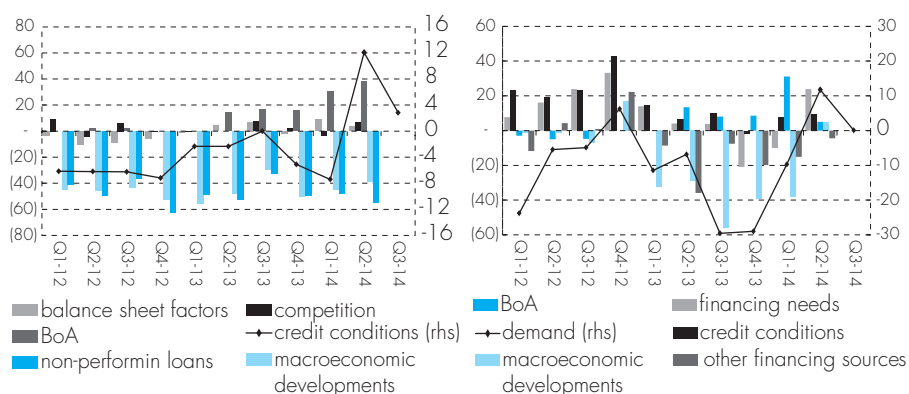 80
60
40
20
-
(20)
(40)
(60)
(80)
16
12
8
4
0
-4
-8
-12
-16
Q1-12
Q2-12
Q3-12
Q4-12
Q1-13
Q2-13
Q3-13
Q4-13
Q1-14
Q2-14
Q3-14
balance sheet factors
competition
BoA
credit conditions (rhs)
non-performin loans
macroeconomic
developments
60
40
20
-
(20)
(40)
(60)
30
20
10
0
-10
-20
-30
Q1-12
Q2-12
Q3-12
Q4-12
Q1-13
Q2-13
Q3-13
Q4-13
Q1-14
Q2-14
Q3-14
BoA
financing needs
demand (rhs)
credit conditions
macroeconomic
developments
other financing sources